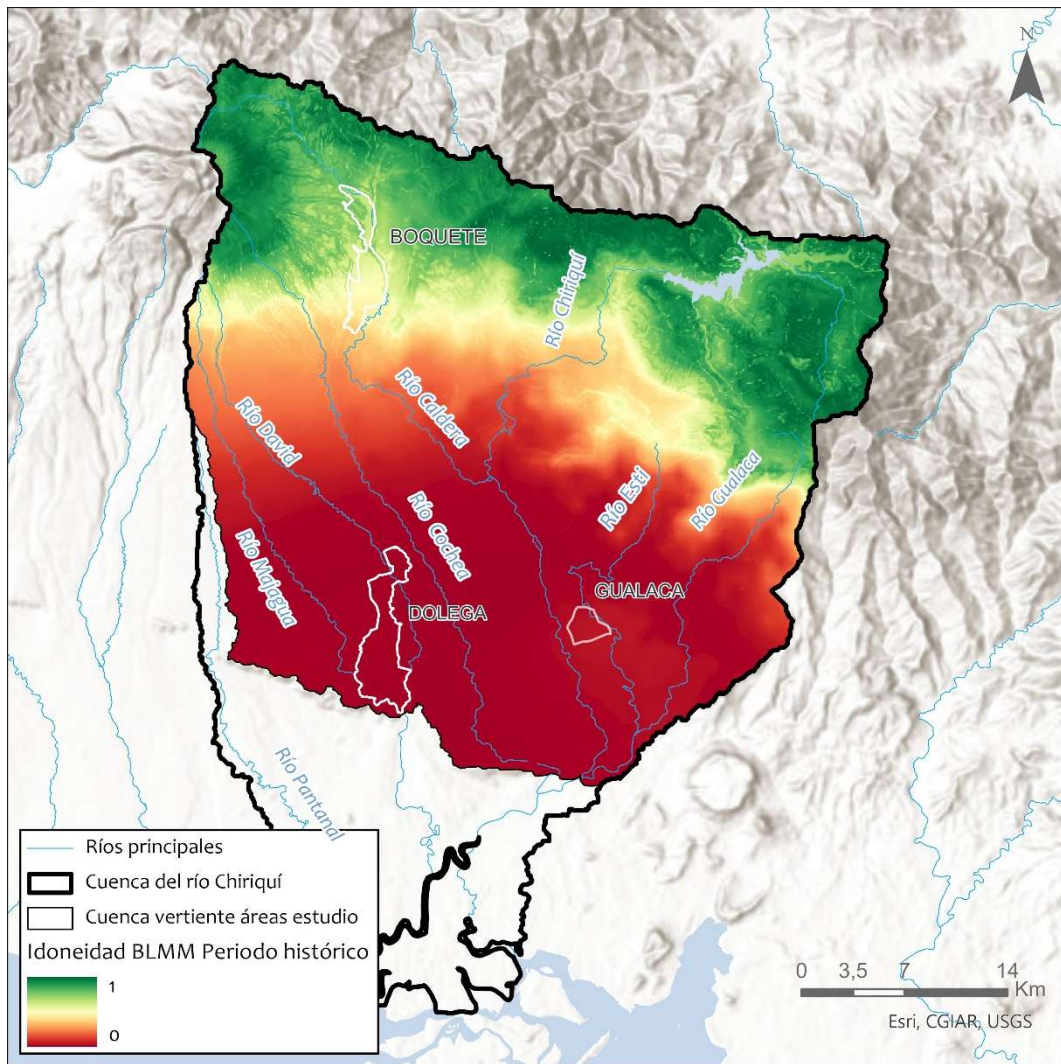 N
BOQUETE
Río Chiriquí
Río Caldera
Río David
Río Esti
Río Gualaca
Río Cochea
Río Majagua
GUALACA
DOLEGA
Río Pantanal
Ríos principales
Cuenca del río Chiriquí
Cuenca vertiente áreas estudio
Idoneidad BLMM Periodo histórico
1
0
0 3,5 7 14
Km
Esri, CGIAR, USGS